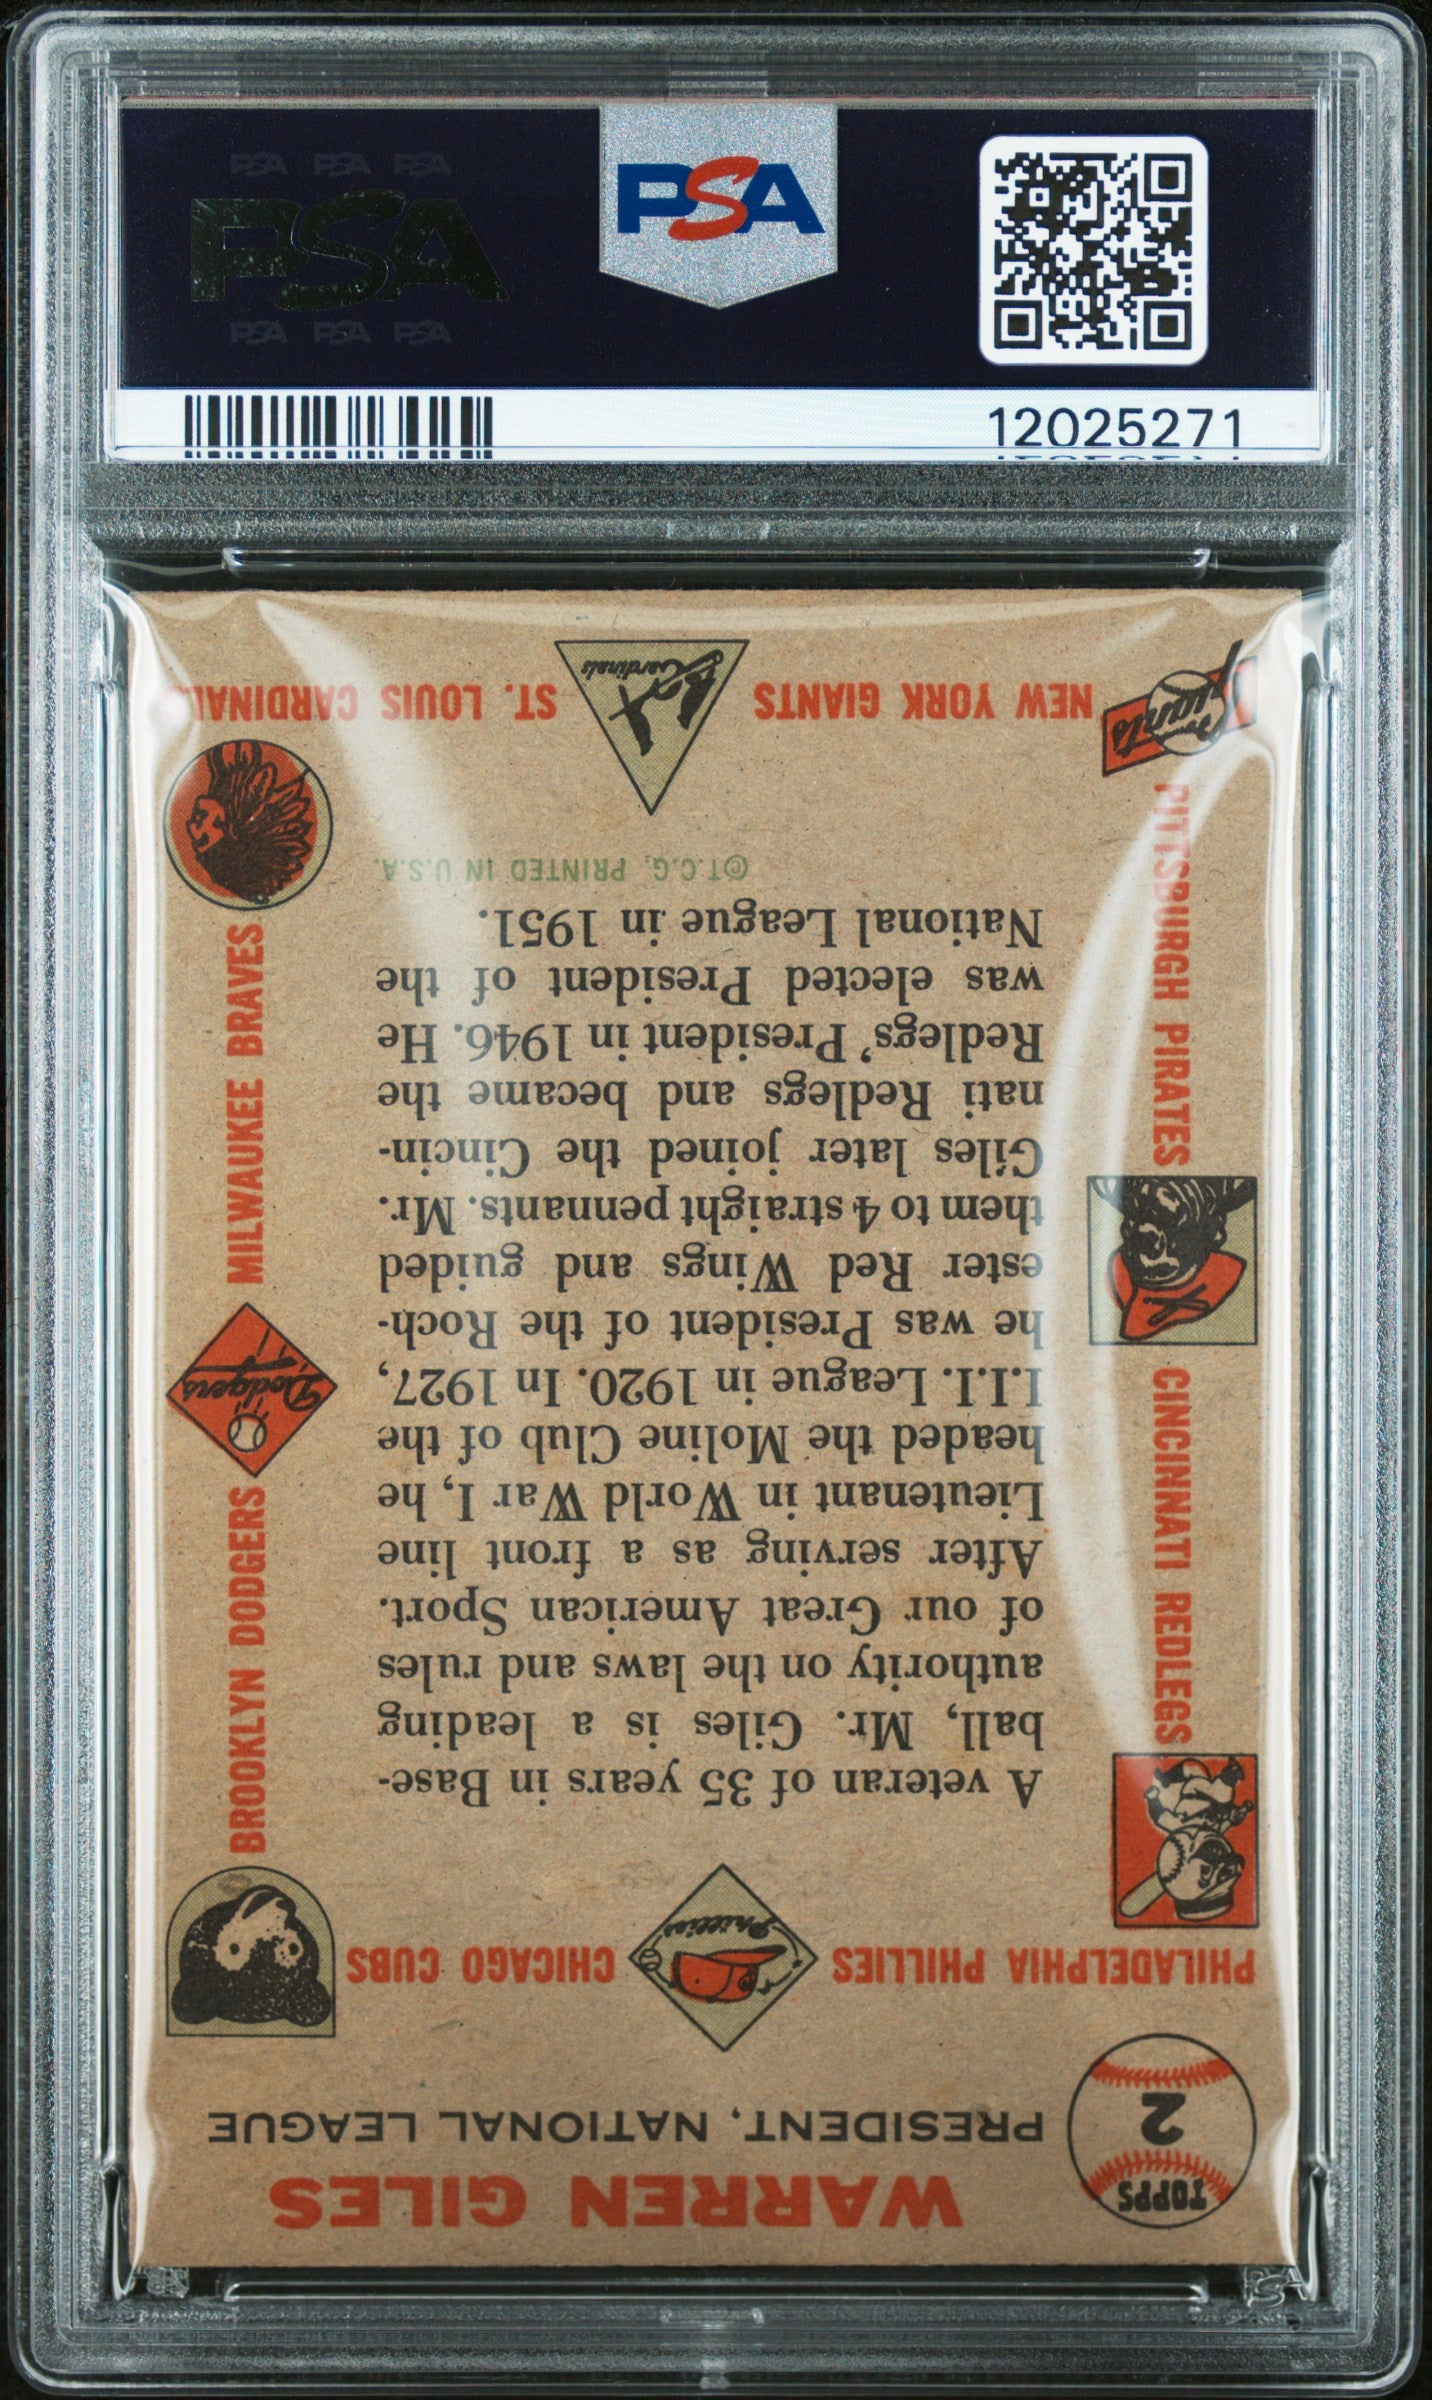 PSA PSA PSA
PSA
PSA PSA PSA
PSA
12025271
TOPPS
2
WARREN GILES
PRESIDENT, NATIONAL LEAGUE
PHILADELPHIA PHILLIES
Phillies
CHICAGO CUBS
CINCINNATI REDLEGS
PITTSBURGH PIRATES
BROOKLYN DODGERS
Dodgers
MILWAUKEE BRAVES
A veteran of 35 years in Base-
ball, Mr. Giles is a leading
authority on the laws and rules
of our Great American Sport.
After serving as a front line
Lieutenant in World War I, he
headed the Moline Club of the
I.I.I. League in 1920. In 1927,
he was President of the Roch-
ester Red Wings and guided
them to 4 straight pennants. Mr.
Giles later joined the Cincin-
nati Redlegs and became the
Redlegs' President in 1946. He
was elected President of the
National League in 1951.
©T.C.G. PRINTED IN U.S.A.
NEW YORK GIANTS
Giants
Cardinals
ST. LOUIS CARDINALS
PSA